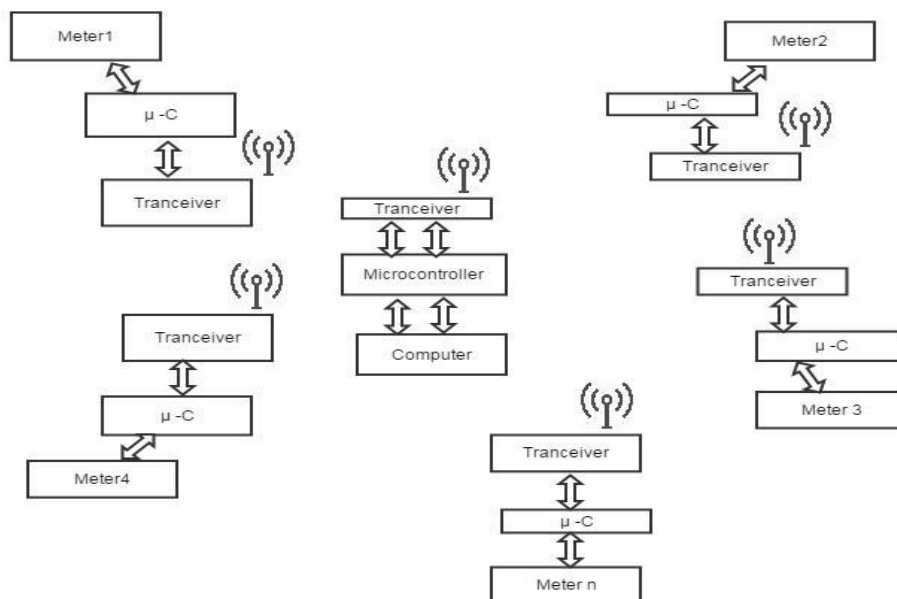 Meter1
µ -C
Tranceiver
Meter2
µ -C
Tranceiver
Tranceiver
Microcontroller
Computer
Tranceiver
µ -C
Meter 3
Tranceiver
µ -C
Meter4
Tranceiver
µ -C
Meter n